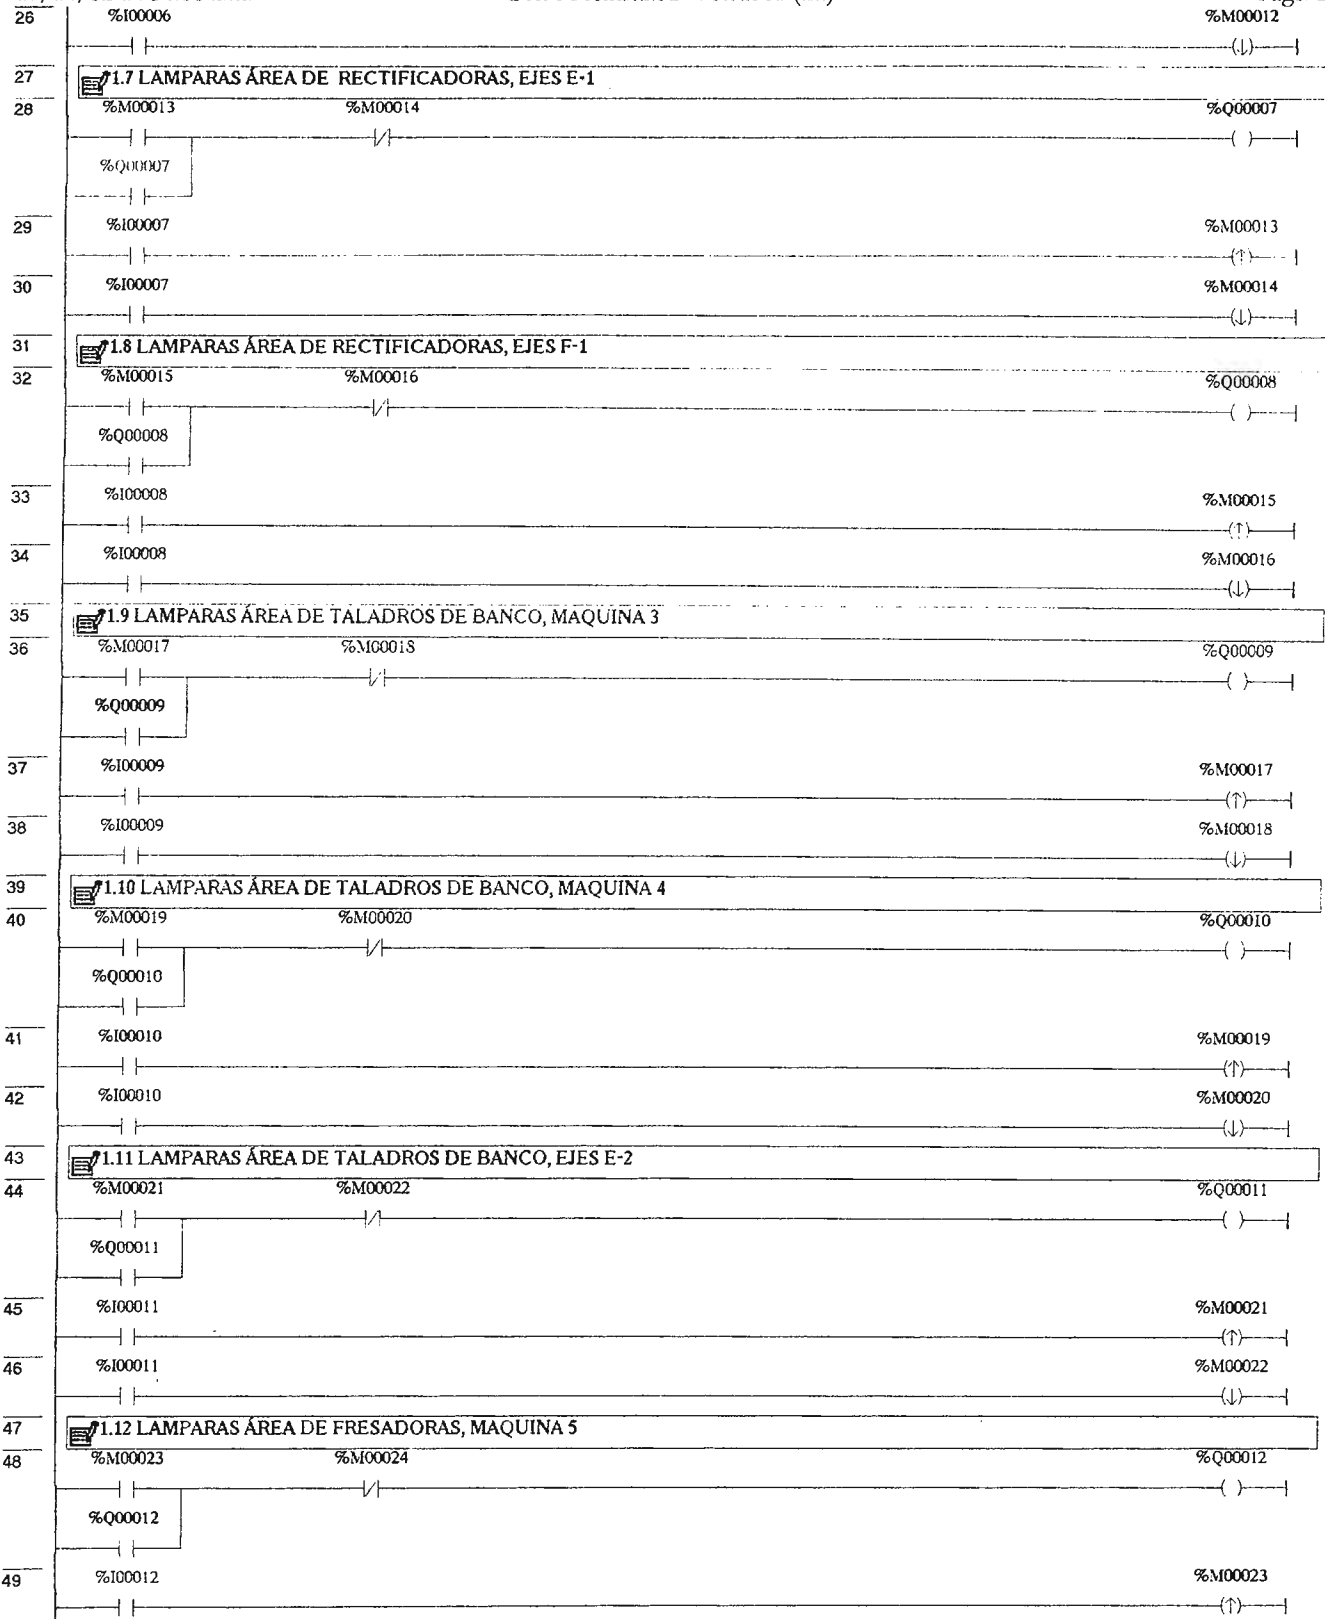 26 %I00006 %M00012
27 1.7 LAMPARAS ÁREA DE RECTIFICADORAS, EJES E-1
28 %M00013 %M00014 %Q00007
%Q00007
29 %I00007 %M00013
30 %I00007 %M00014
31 1.8 LAMPARAS ÁREA DE RECTIFICADORAS, EJES F-1
32 %M00015 %M00016 %Q00008
%Q00008
33 %I00008 %M00015
34 %I00008 %M00016
35 1.9 LAMPARAS ÁREA DE TALADROS DE BANCO, MAQUINA 3
36 %M00017 %M00018 %Q00009
%Q00009
37 %I00009 %M00017
38 %I00009 %M00018
39 1.10 LAMPARAS ÁREA DE TALADROS DE BANCO, MAQUINA 4
40 %M00019 %M00020 %Q00010
%Q00010
41 %I00010 %M00019
42 %I00010 %M00020
43 1.11 LAMPARAS ÁREA DE TALADROS DE BANCO, EJES E-2
44 %M00021 %M00022 %Q00011
%Q00011
45 %I00011 %M00021
46 %I00011 %M00022
47 1.12 LAMPARAS ÁREA DE FRESADORAS, MAQUINA 5
48 %M00023 %M00024 %Q00012
%Q00012
49 %I00012 %M00023